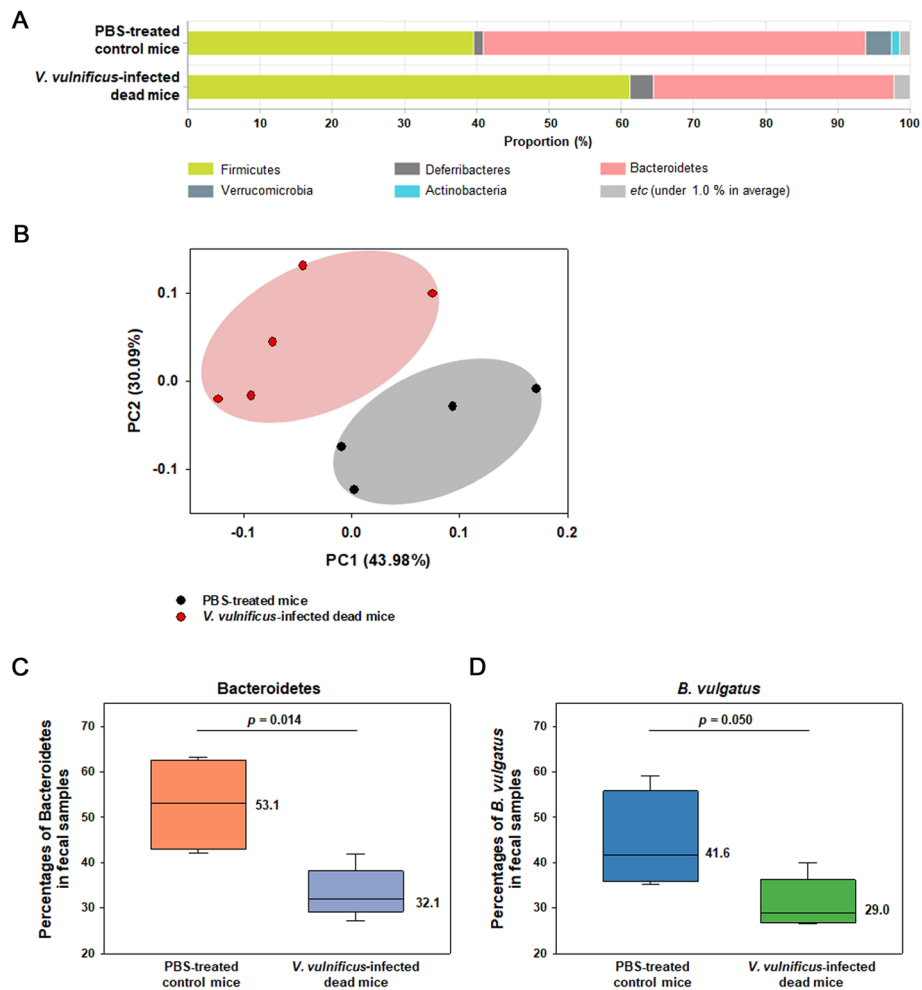 A
PBS-treated
control mice
V. vulnificus-infected
dead mice
0 10 20 30 40 50 60 70 80 90 100
Proportion (%)
Firmicutes Deferribacteres Bacteroidetes
Verrucomicrobia Actinobacteria etc (under 1.0 % in average)
B
PC2 (30.09%)
0.1
0.0
-0.1
-0.1 0.0 0.1 0.2
PC1 (43.98%)
PBS-treated mice
V. vulnificus-infected dead mice
C
Bacteroidetes
Percentages of Bacteroidetes
in fecal samples
70
60
50
40
30
20
p = 0.014
53.1
32.1
PBS-treated V. vulnificus-infected
control mice dead mice
D
B. vulgatus
Percentages of B. vulgatus
in fecal samples
70
60
50
40
30
20
p = 0.050
41.6
29.0
PBS-treated V. vulnificus-infected
control mice dead mice